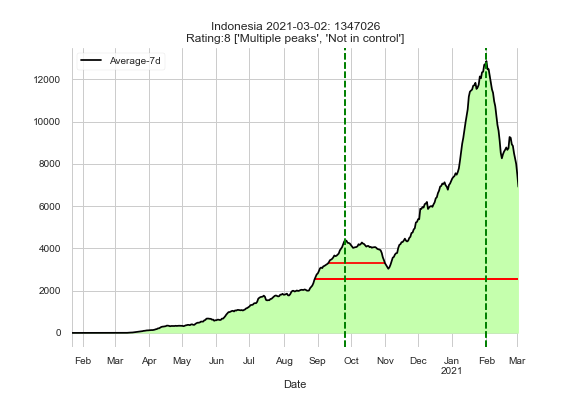 Indonesia 2021-03-02: 1347026
Rating:8 ['Multiple peaks', 'Not in control']
Average-7d
12000
10000
8000
6000
4000
2000
0
Feb Mar Apr May Jun Jul Aug Sep Oct Nov Dec Jan Feb Mar
2021
Date